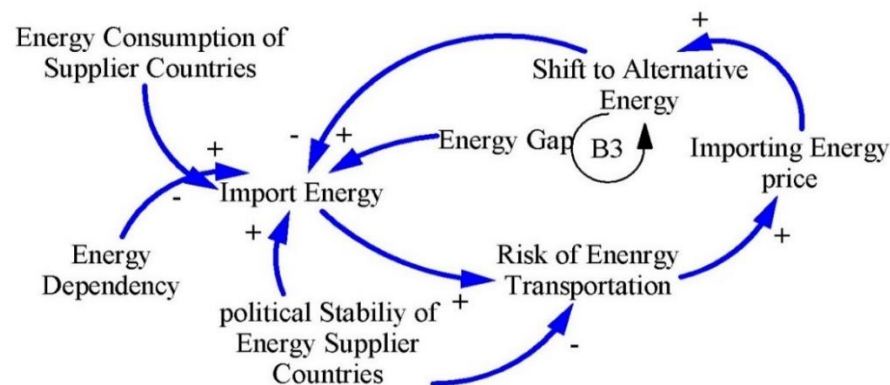 Energy Consumption of
Supplier Countries
+
Shift to Alternative
Energy
-
+
Energy Gap
B3
Importing Energy
price
+
Import Energy
-
Energy
Dependency
+
Risk of Enenrgy
Transportation
+
+
political Stabiliy of
Energy Supplier
Countries
-